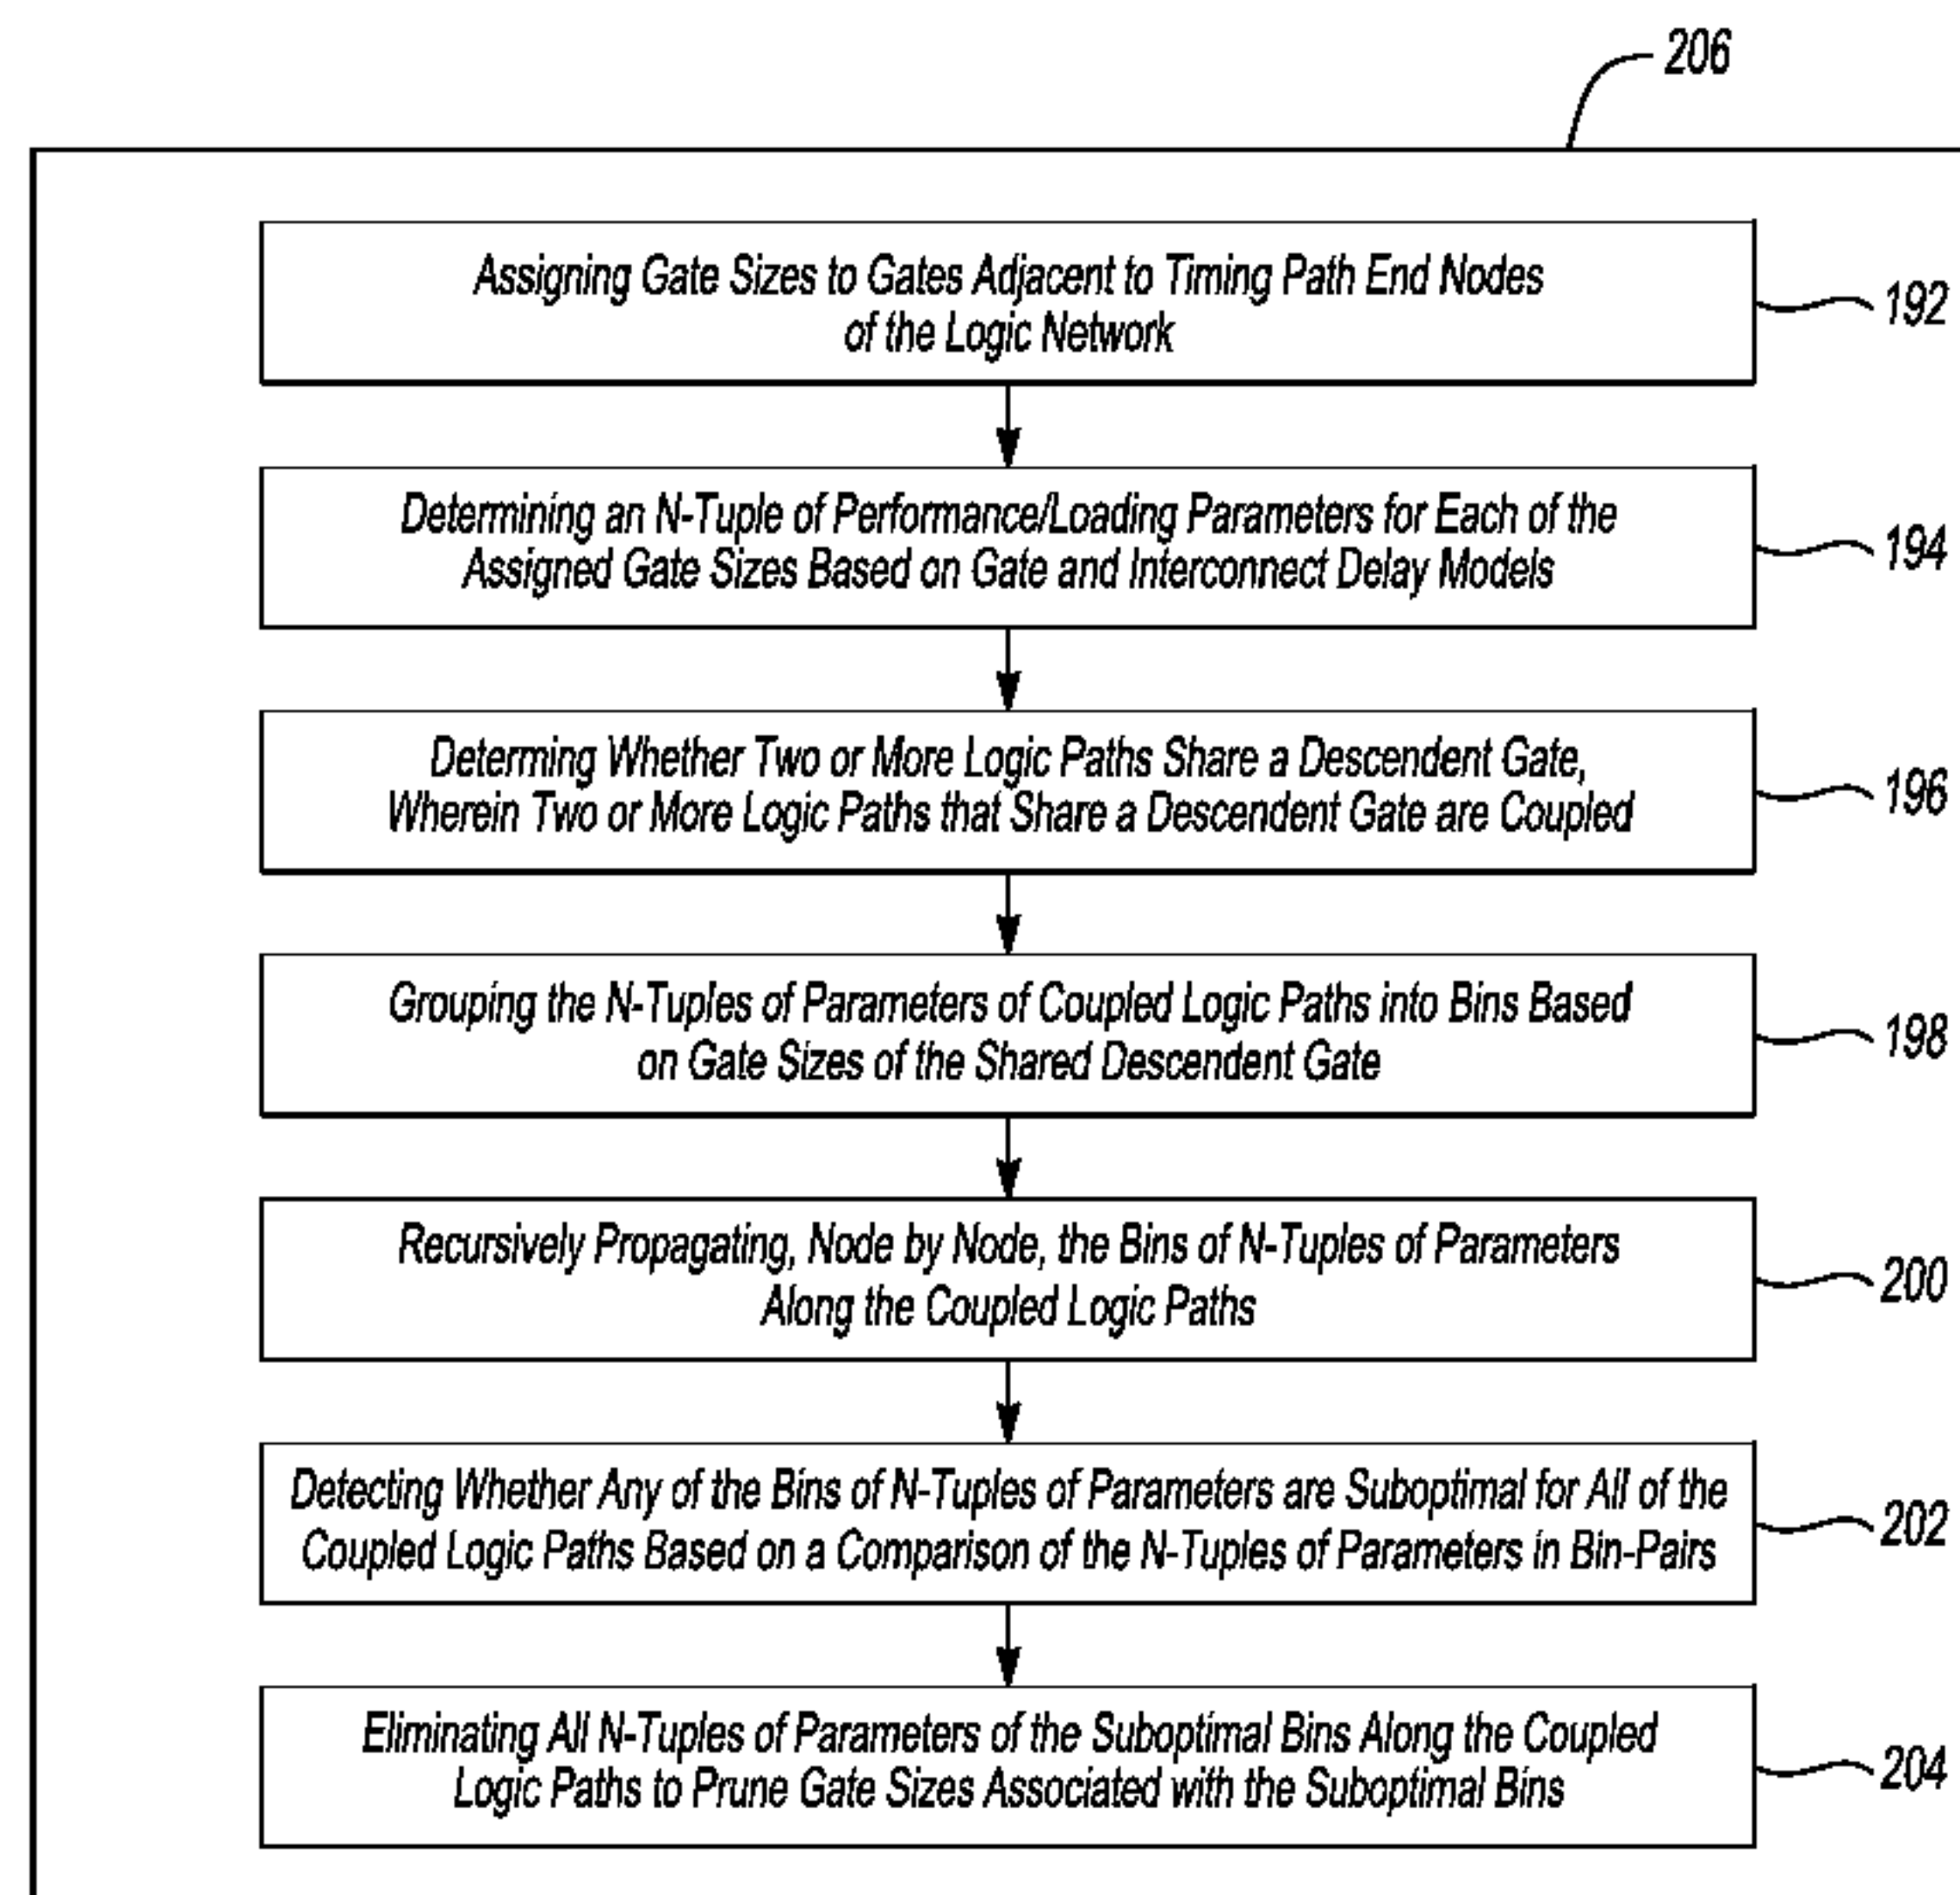 206
Assigning Gate Sizes to Gates Adjacent to Timing Path End Nodes
of the Logic Network
192
Determining an N-Tuple of Performance/Loading Parameters for Each of the
Assigned Gate Sizes Based on Gate and Interconnect Delay Models
194
Determing Whether Two or More Logic Paths Share a Descendent Gate,
Wherein Two or More Logic Paths that Share a Descendent Gate are Coupled
196
Grouping the N-Tuples of Parameters of Coupled Logic Paths into Bins Based
on Gate Sizes of the Shared Descendent Gate
198
Recursively Propagating, Node by Node, the Bins of N-Tuples of Parameters
Along the Coupled Logic Paths
200
Detecting Whether Any of the Bins of N-Tuples of Parameters are Suboptimal for All of the
Coupled Logic Paths Based on a Comparison of the N-Tuples of Parameters in Bin-Pairs
202
Eliminating All N-Tuples of Parameters of the Suboptimal Bins Along the Coupled
Logic Paths to Prune Gate Sizes Associated with the Suboptimal Bins
204